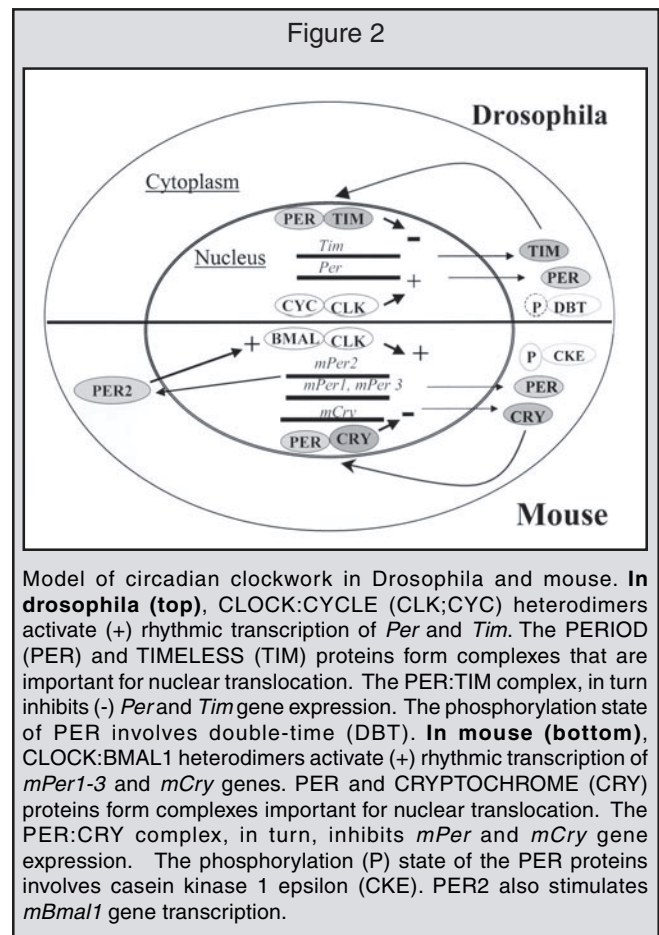 Figure 2
Drosophila
Cytoplasm
PER TIM
-
Nucleus
Tim
TIM
Per
+
PER
CYC CLK
P DBT
+ BMAL CLK
+
mPer2
P CKE
PER2
mPer1, mPer 3
PER
mCry
-
CRY
PER CRY
Mouse
Model of circadian clockwork in Drosophila and mouse. In
drosophila (top), CLOCK:CYCLE (CLK;CYC) heterodimers
activate (+) rhythmic transcription of Per and Tim. The PERIOD
(PER) and TIMELESS (TIM) proteins form complexes that are
important for nuclear translocation. The PER:TIM complex, in turn
inhibits (-) Per and Tim gene expression. The phosphorylation state
of PER involves double-time (DBT). In mouse (bottom),
CLOCK:BMAL1 heterodimers activate (+) rhythmic transcription of
mPer1-3 and mCry genes. PER and CRYPTOCHROME (CRY)
proteins form complexes important for nuclear translocation. The
PER:CRY complex, in turn, inhibits mPer and mCry gene
expression. The phosphorylation (P) state of the PER proteins
involves casein kinase 1 epsilon (CKE). PER2 also stimulates
mBmal1 gene transcription.